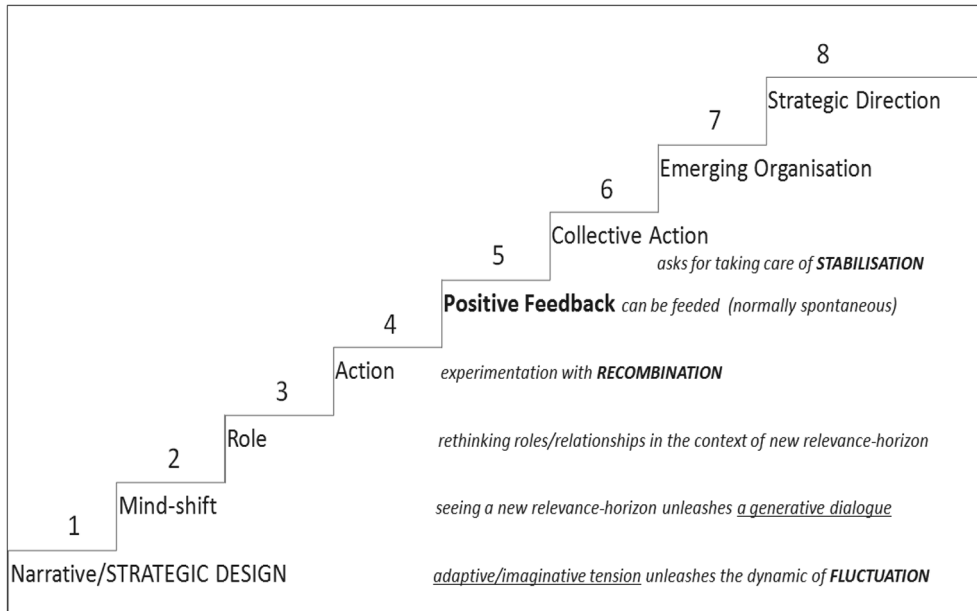 8
Strategic Direction
7
Emerging Organisation
6
Collective Action
asks for taking care of STABILISATION
5
Positive Feedback can be feeded (normally spontaneous)
4
Action experimentation with RECOMBINATION
3
Role rethinking roles/relationships in the context of new relevance-horizon
2
Mind-shift seeing a new relevance-horizon unleashes a generative dialogue
1
Narrative/STRATEGIC DESIGN adaptive/imaginative tension unleashes the dynamic of FLUCTUATION